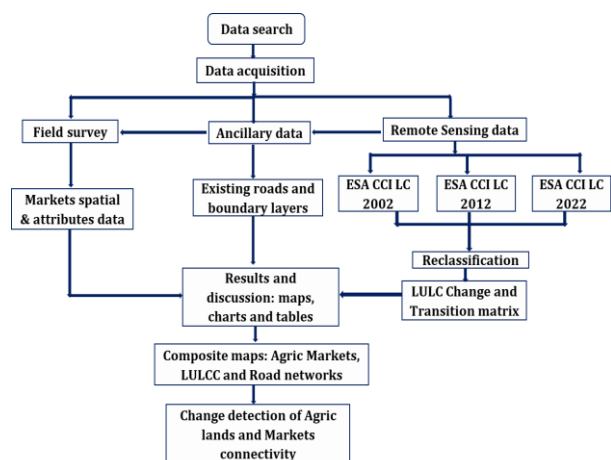 Data search
Data acquisition
Field survey
Ancillary data
Remote Sensing data
Markets spatial
& attributes data
Existing roads and
boundary layers
ESA CCI LC
2002
ESA CCI LC
2012
ESA CCI LC
2022
Reclassification
LULC Change and
Transition matrix
Results and
discussion: maps,
charts and tables
Composite maps: Agric Markets,
LULCC and Road networks
Change detection of Agric
lands and Markets
connectivity